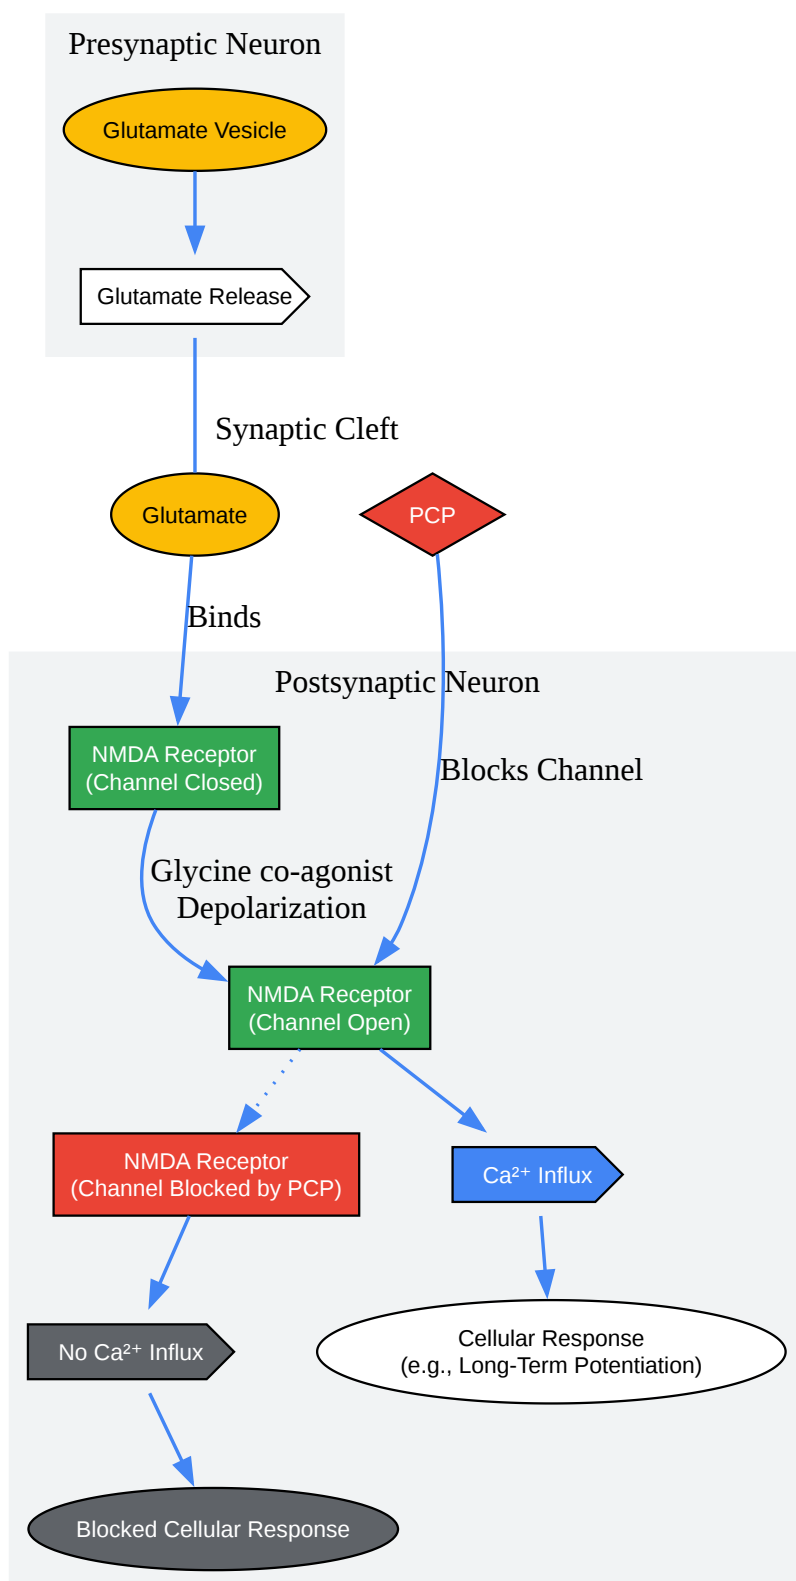 Presynaptic Neuron
Glutamate Vesicle
Glutamate Release
Synaptic Cleft
Glutamate
PCP
Binds
Postsynaptic Neuron
NMDA Receptor
(Channel Closed)
Blocks Channel
Glycine co-agonist
Depolarization
NMDA Receptor
(Channel Open)
NMDA Receptor
(Channel Blocked by PCP)
Ca²⁺ Influx
No Ca²⁺ Influx
Cellular Response
(e.g., Long-Term Potentiation)
Blocked Cellular Response